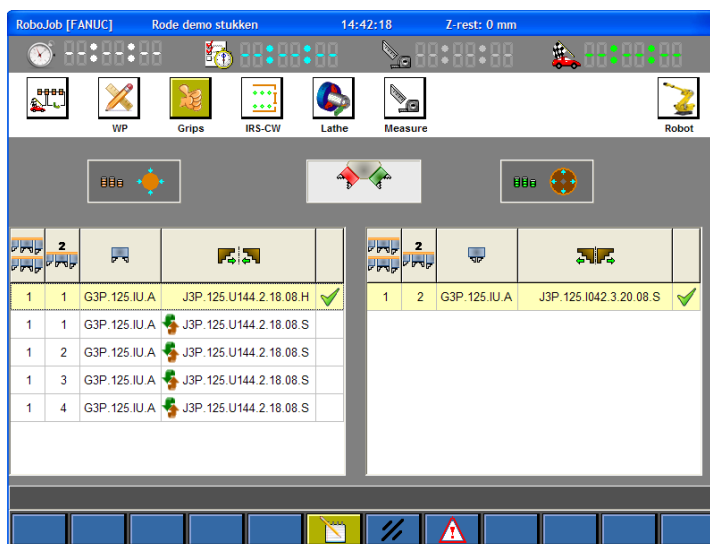 RoboJob [FANUC] Rode demo stukken 14:42:18 Z-rest: 0 mm
WP Grips IRS-CW Lathe Measure Robot
2 2
1 1 G3P.125.IU.A J3P.125.U144.2.18.08.H 1 2 G3P.125.IU.A J3P.125.I042.3.20.08.S
1 1 G3P.125.IU.A J3P.125.U144.2.18.08.S
1 2 G3P.125.IU.A J3P.125.U144.2.18.08.S
1 3 G3P.125.IU.A J3P.125.U144.2.18.08.S
1 4 G3P.125.IU.A J3P.125.U144.2.18.08.S